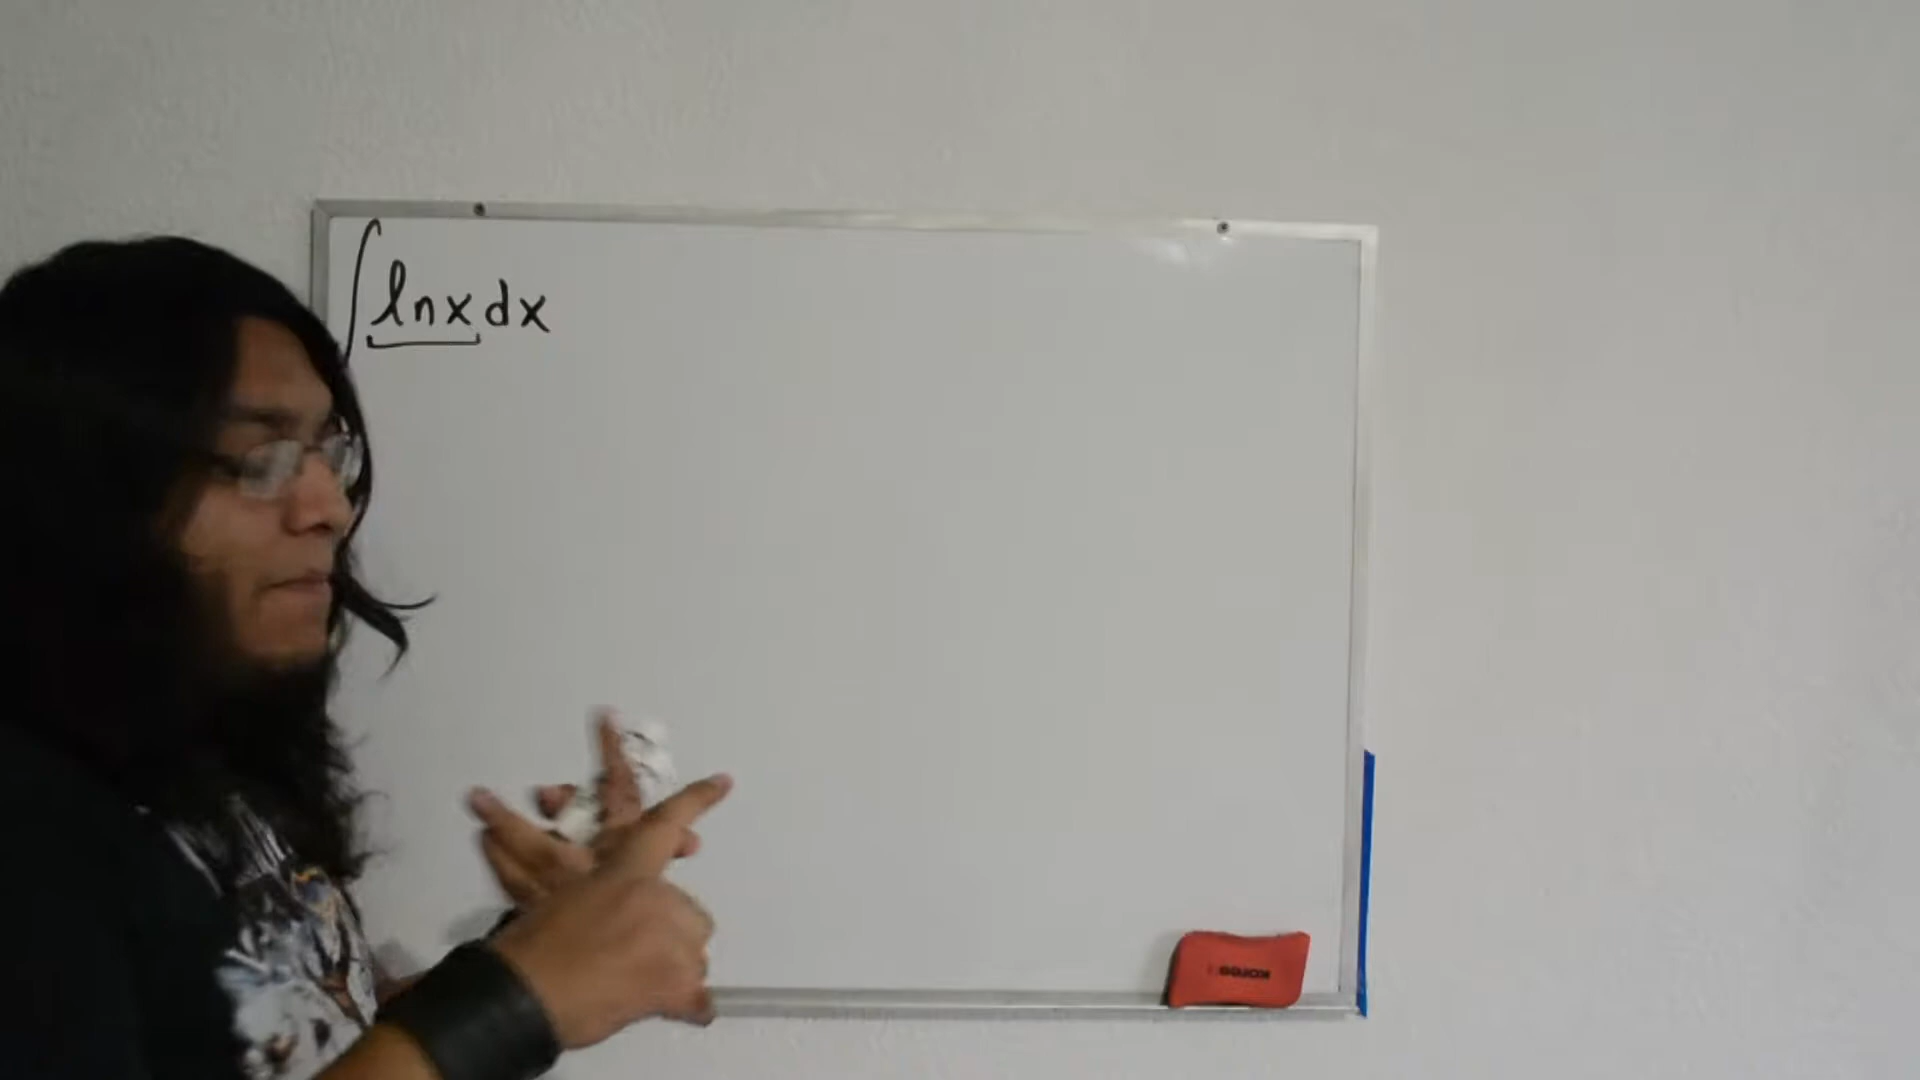 ∫ ln x dx